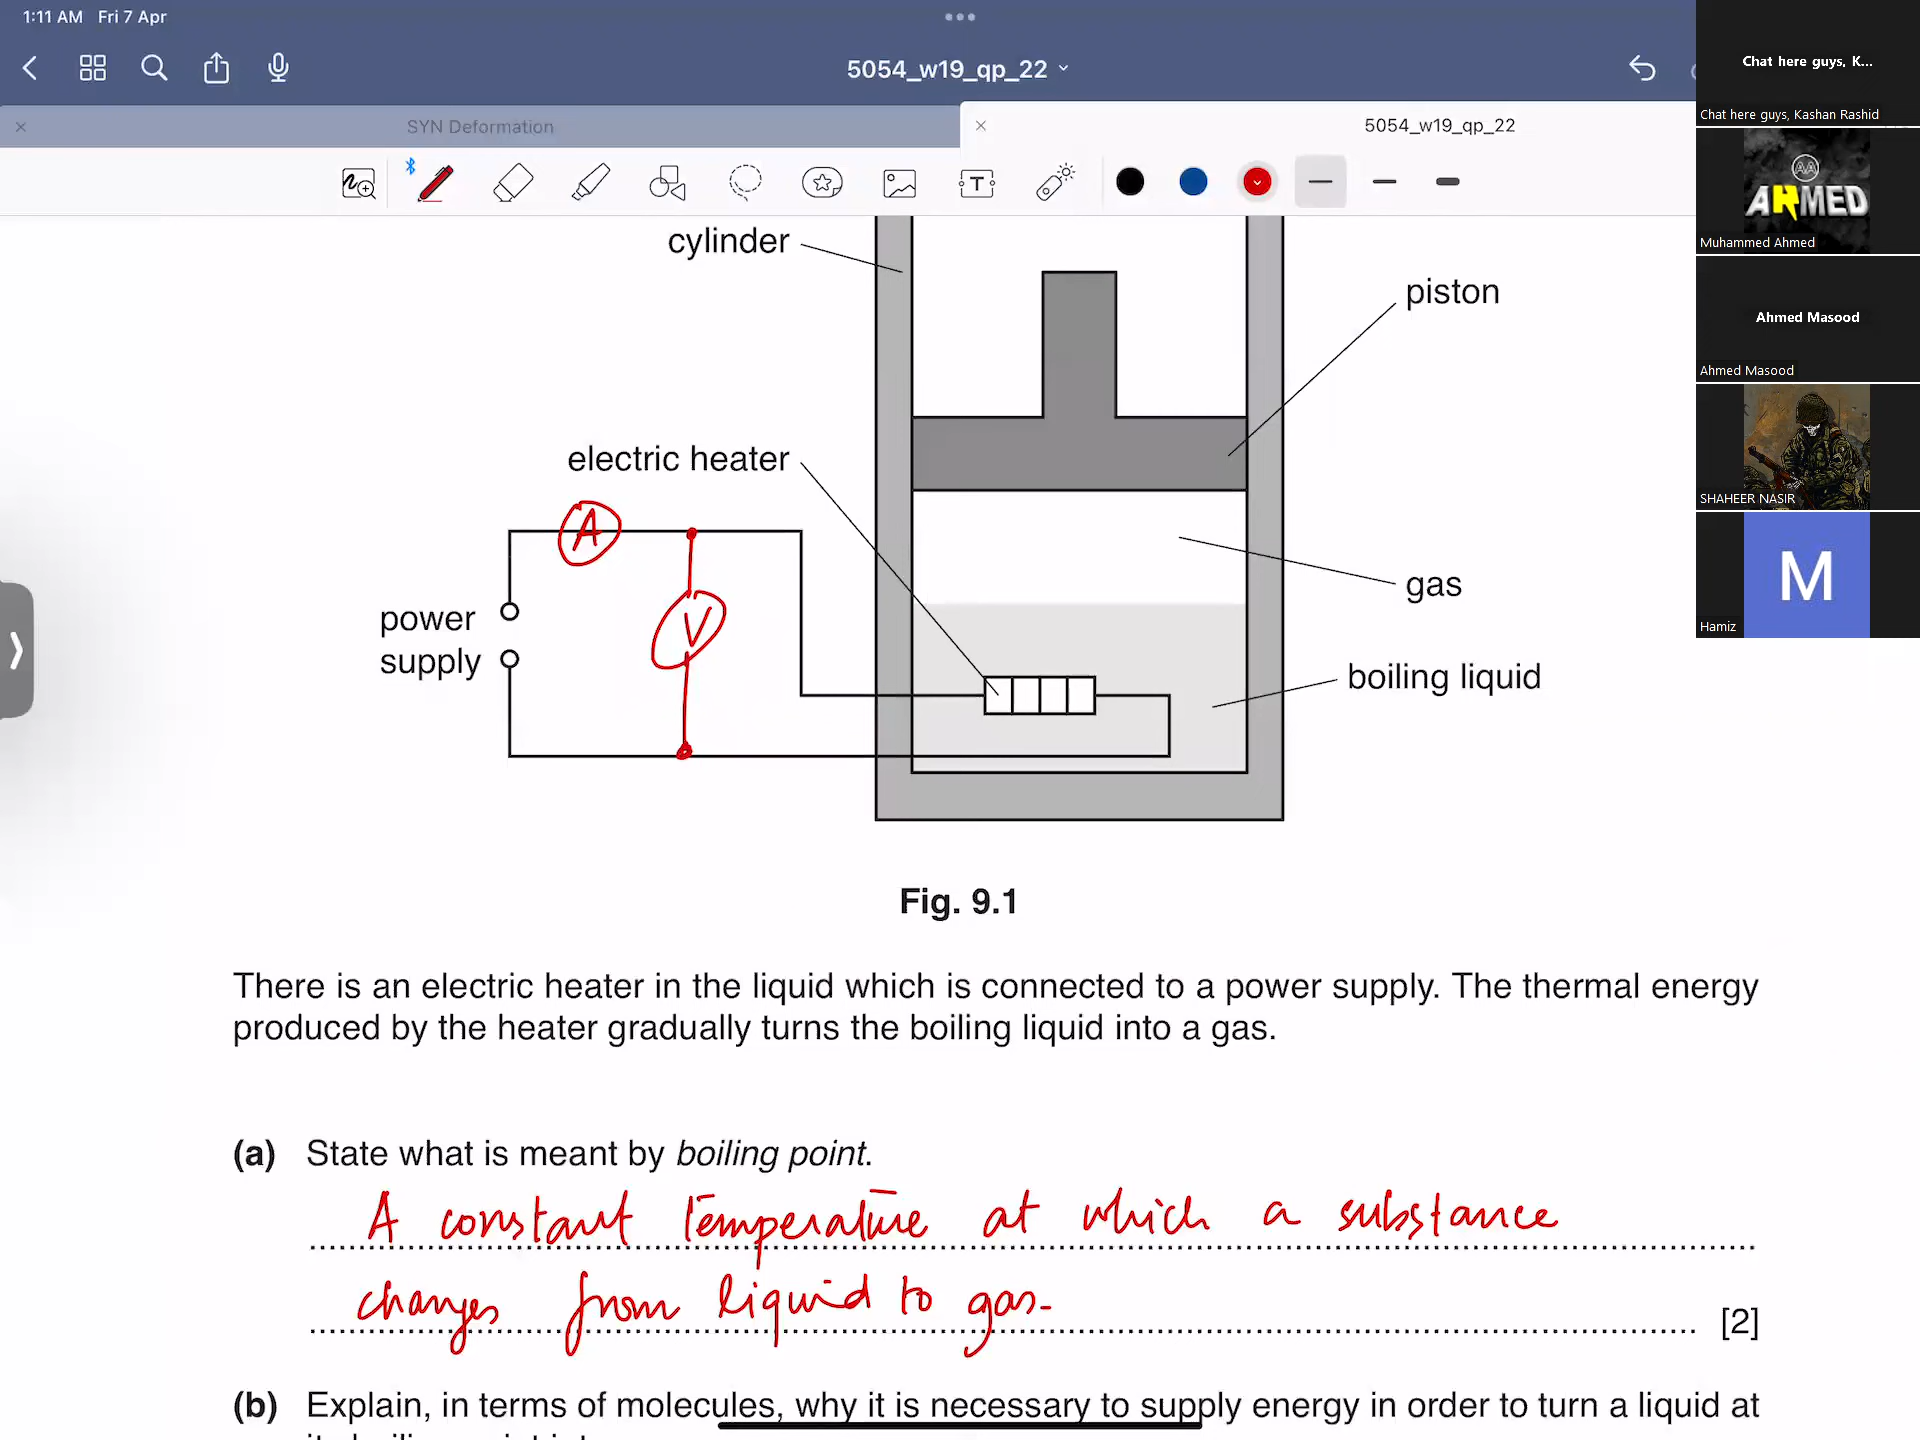 1:11 AM Fri 7 Apr
5054_w19_qp_22
SYN Deformation
5054_w19_qp_22
T
Chat here guys, K...
Chat here guys, Kashan Rashid
AA
AHMED
Muhammed Ahmed
Ahmed Masood
Ahmed Masood
SHAHEER NASIR
M
Hamiz
cylinder
piston
electric heater
A
gas
power
supply
V
boiling liquid
Fig. 9.1
There is an electric heater in the liquid which is connected to a power supply. The thermal energy
produced by the heater gradually turns the boiling liquid into a gas.
(a) State what is meant by boiling point.
A constant temperature at which a substance
changes from liquid to gas-
[2]
(b) Explain, in terms of molecules, why it is necessary to supply energy in order to turn a liquid at